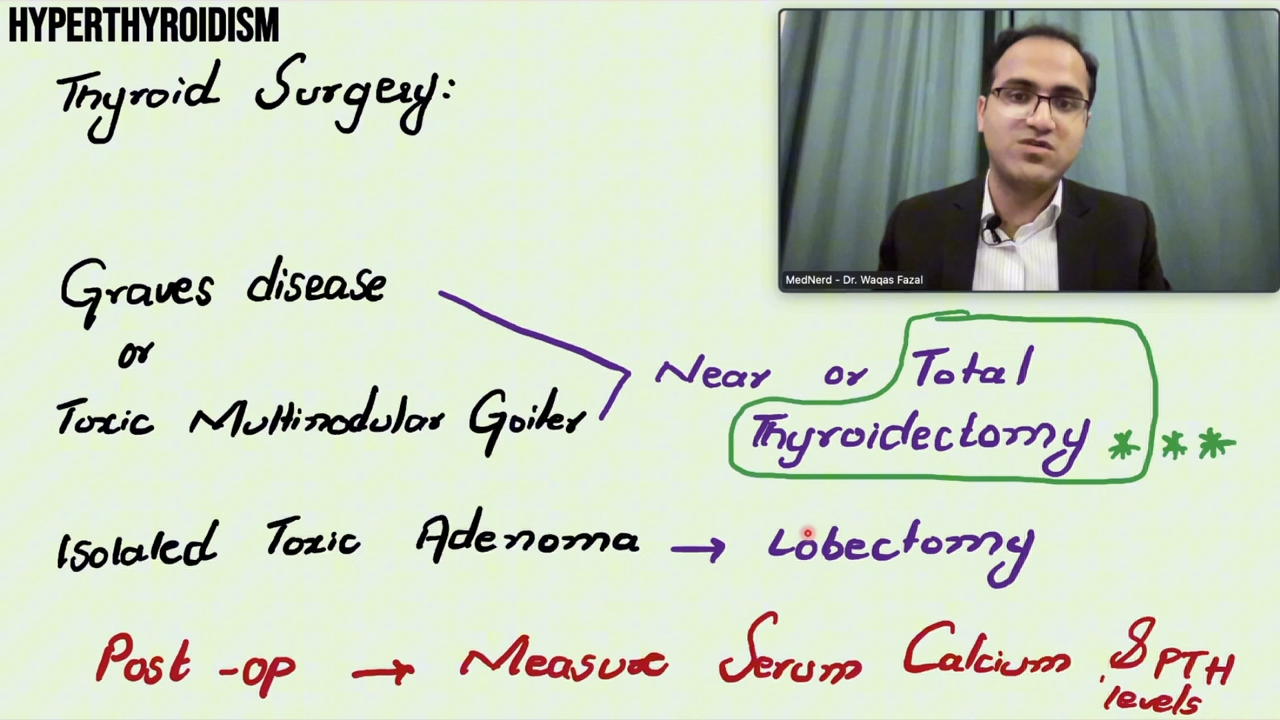 HYPERTHYROIDISM
Thyroid Surgery:
MedNerd - Dr. Waqas Fazal
Graves disease
or
Toxic Multinodular Goiter
Near or Total
Thyroidectomy ***
Isolated Toxic Adenoma → Lobectomy
Post-op → Measure Serum Calcium & PTH
levels